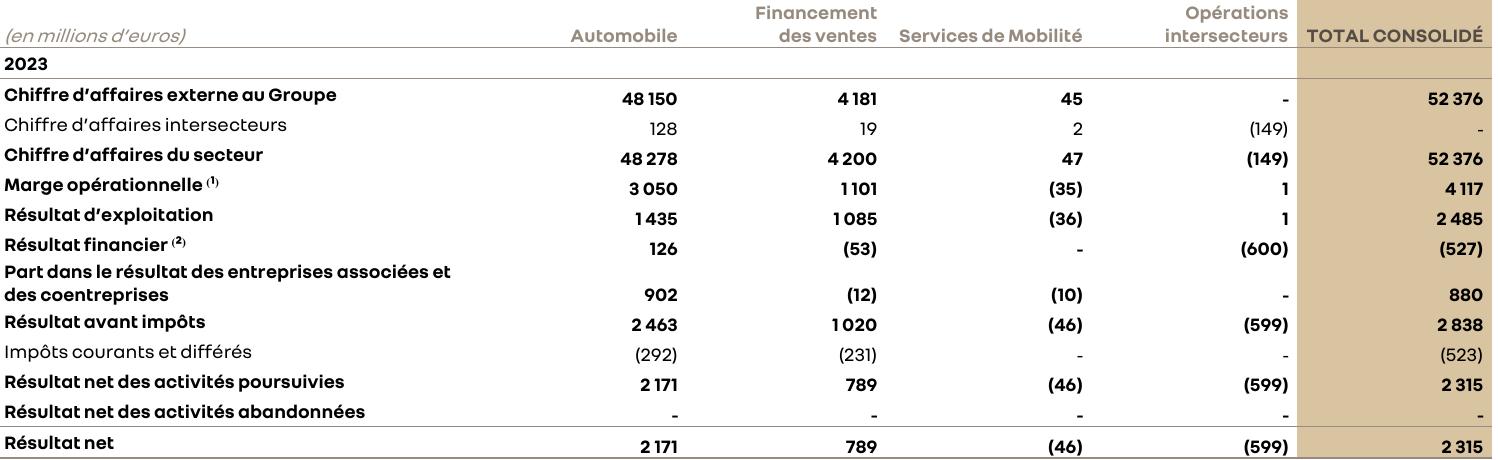 Financement Opérations
(en millions d’euros) Automobile des ventes Services de Mobilité intersecteurs TOTAL CONSOLIDÉ
2023
Chiffre d’affaires externe au Groupe 48 150 4 181 45 - 52 376
Chiffre d’affaires intersecteurs 128 19 2 (149) -
Chiffre d’affaires du secteur 48 278 4 200 47 (149) 52 376
Marge opérationnelle (1) 3 050 1 101 (35) 1 4 117
Résultat d’exploitation 1 435 1 085 (36) 1 2 485
Résultat financier (2) 126 (53) - (600) (527)
Part dans le résultat des entreprises associées et
des coentreprises 902 (12) (10) - 880
Résultat avant impôts 2 463 1 020 (46) (599) 2 838
Impôts courants et différés (292) (231) - - (523)
Résultat net des activités poursuivies 2 171 789 (46) (599) 2 315
Résultat net des activités abandonnées - - - - -
Résultat net 2 171 789 (46) (599) 2 315